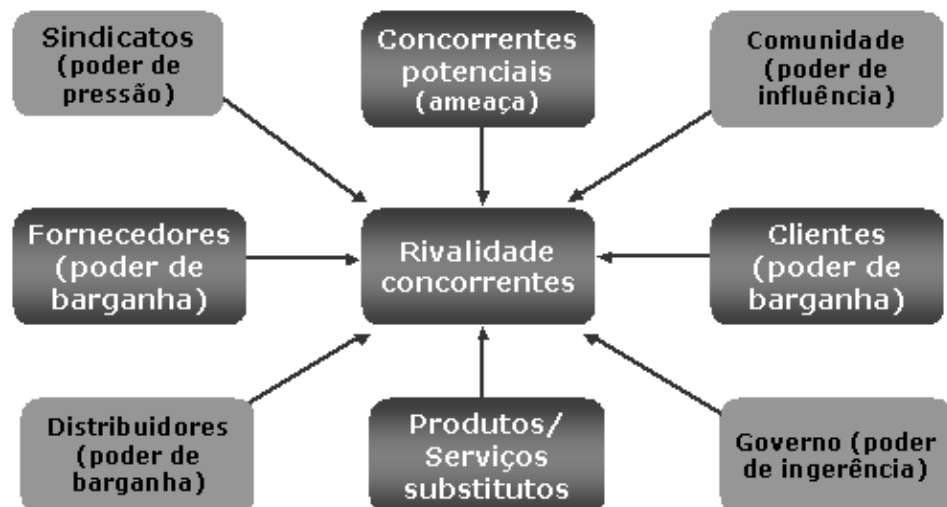 Sindicatos
(poder de
pressão)
Concorrentes
potenciais
(ameaça)
Comunidade
(poder de
influência)
Fornecedores
(poder de
barganha)
Rivalidade
concorrentes
Clientes
(poder de
barganha)
Distribuidores
(poder de
barganha)
Produtos/
Serviços
substitutos
Governo (poder
de ingerência)